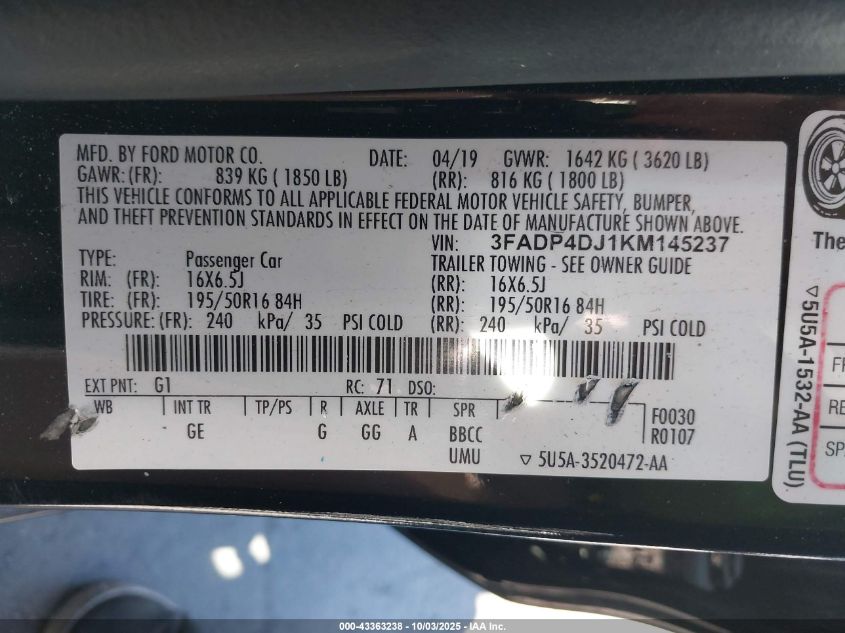 MFD. BY FORD MOTOR CO. DATE: 04/19 GVWR: 1642 KG ( 3620 LB)
GAWR:(FR): 839 KG ( 1850 LB) (RR): 816 KG ( 1800 LB)
THIS VEHICLE CONFORMS TO ALL APPLICABLE FEDERAL MOTOR VEHICLE SAFETY, BUMPER,
AND THEFT PREVENTION STANDARDS IN EFFECT ON THE DATE OF MANUFACTURE SHOWN ABOVE.
VIN: 3FADP4DJ1KM145237
TYPE: Passenger Car TRAILER TOWING - SEE OWNER GUIDE
RIM: (FR): 16X6.5J (RR): 16X6.5J
TIRE: (FR): 195/50R16 84H (RR): 195/50R16 84H
PRESSURE: (FR): 240 kPa/ 35 PSI COLD (RR): 240 kPa/ 35 PSI COLD
EXT PNT: G1 RC: 71 DSO:
WB INT TR TP/PS R AXLE TR SPR F0030
GE G GG A BBCC R0107
UMU ▽ 5U5A-3520472-AA
The
▽5U5A-1532-AA (TLU)
FR
RE
SP
000-43363238 - 10/03/2025 - IAA Inc.